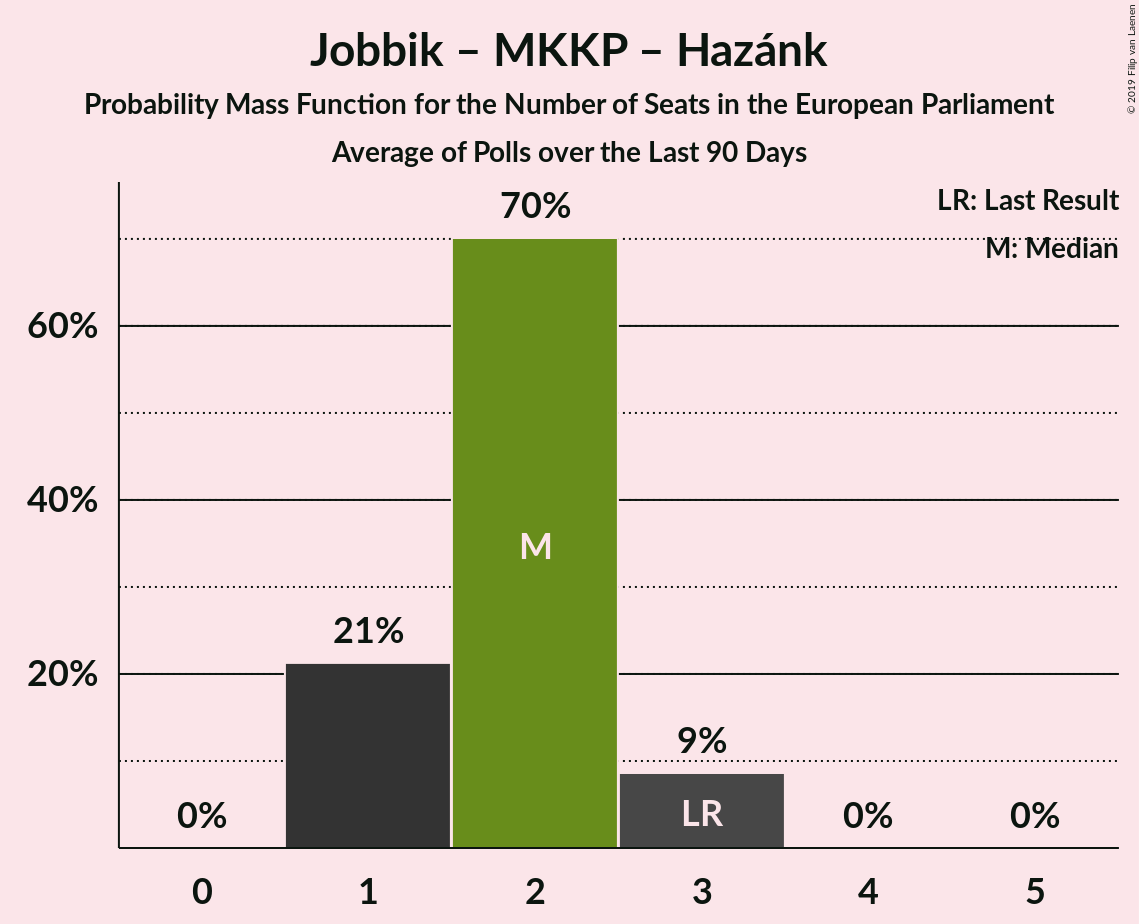 Jobbik – MKKP – Hazánk
Probability Mass Function for the Number of Seats in the European Parliament
Average of Polls over the Last 90 Days
© 2019 Filip van Laenen
LR: Last Result
M: Median
70%
60%
40%
M
21%
20%
9%
LR
0%
0%
0%
0 1 2 3 4 5